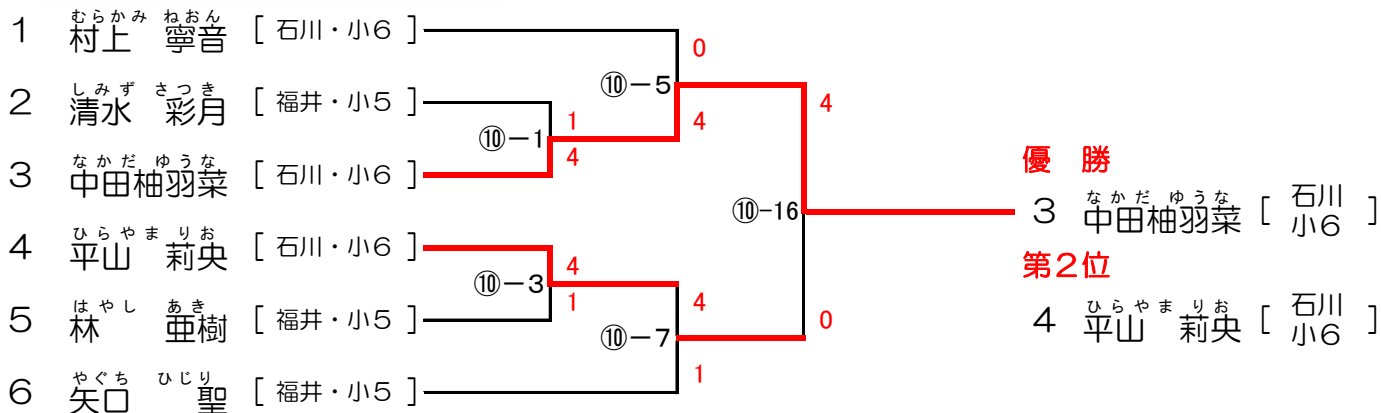 むらかみ ねおん
1 村上 寧音 [ 石川・小6 ]
0
⑩-5
4
しみず さつき
2 清水 彩月 [ 福井・小5 ]
1
⑩-1
4
4
なかだ ゆうな
3 中田柚羽菜 [ 石川・小6 ]
⑩-16
優 勝
なかだ ゆうな
3 中田柚羽菜 [ 石川 小6 ]
ひらやま りお
4 平山 莉央 [ 石川・小6 ]
4
⑩-3
1
4
0
第2位
ひらやま りお
4 平山 莉央 [ 石川 小6 ]
はやし あき
5 林 亜樹 [ 福井・小5 ]
⑩-7
1
やぐち ひじり
6 矢口 聖 [ 福井・小5 ]